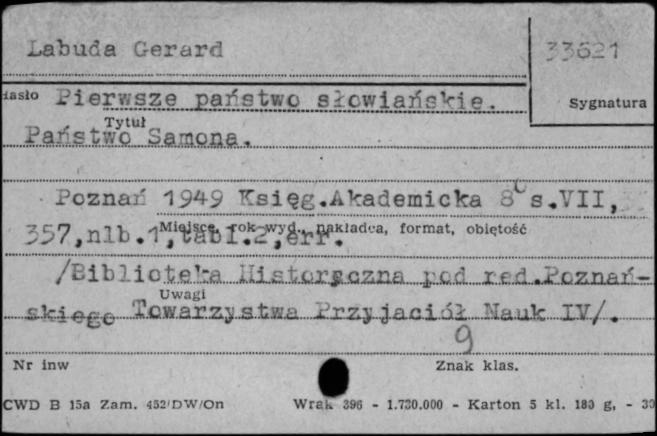 Labuda Gerard
33621
Hasło Pierwsze państwo słowiańskie.
Sygnatura
Tytuł
Państwo Samona.
Poznań 1949 Księg.Akademicka 8° s.VII,
Miejsce, rok wyd., nakładca, format, objętość
357,nlb.1,tabl.2,err.
/Biblioteka Historyczna pod red.Poznań-
Uwagi
skiego Towarzystwa Przyjaciół Nauk IV/.
9
Nr inw
Znak klas.
CWD B 15a Zam. 452/DW/On
Wrak 396 - 1.730.000 - Karton 5 kl. 180 g, - 30